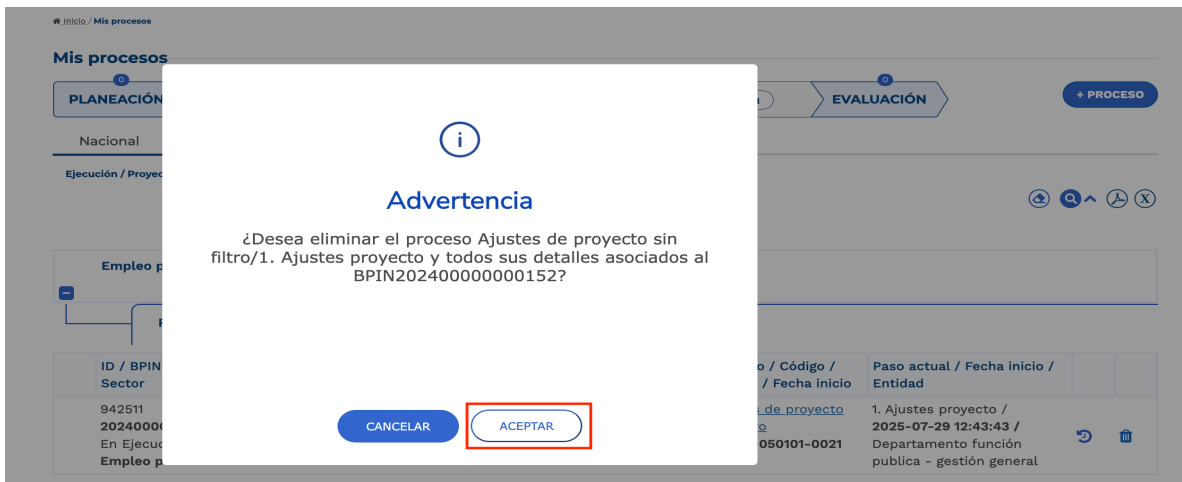 Inicio / Mis procesos
Mis procesos
0
0
PLANEACIÓN
EVALUACIÓN
+ PROCESO
Nacional
Ejecución / Proyec
i
Advertencia
¿Desea eliminar el proceso Ajustes de proyecto sin
filtro/1. Ajustes proyecto y todos sus detalles asociados al
BPIN202400000000152?
X
Empleo p
ID / BPIN
Sector
o / Código /
/ Fecha inicio
Paso actual / Fecha inicio /
Entidad
942511
20240000
En Ejecuc
Empleo p
s de proyecto
o
050101-0021
1. Ajustes proyecto /
2025-07-29 12:43:43 /
Departamento función
publica - gestión general
CANCELAR
ACEPTAR